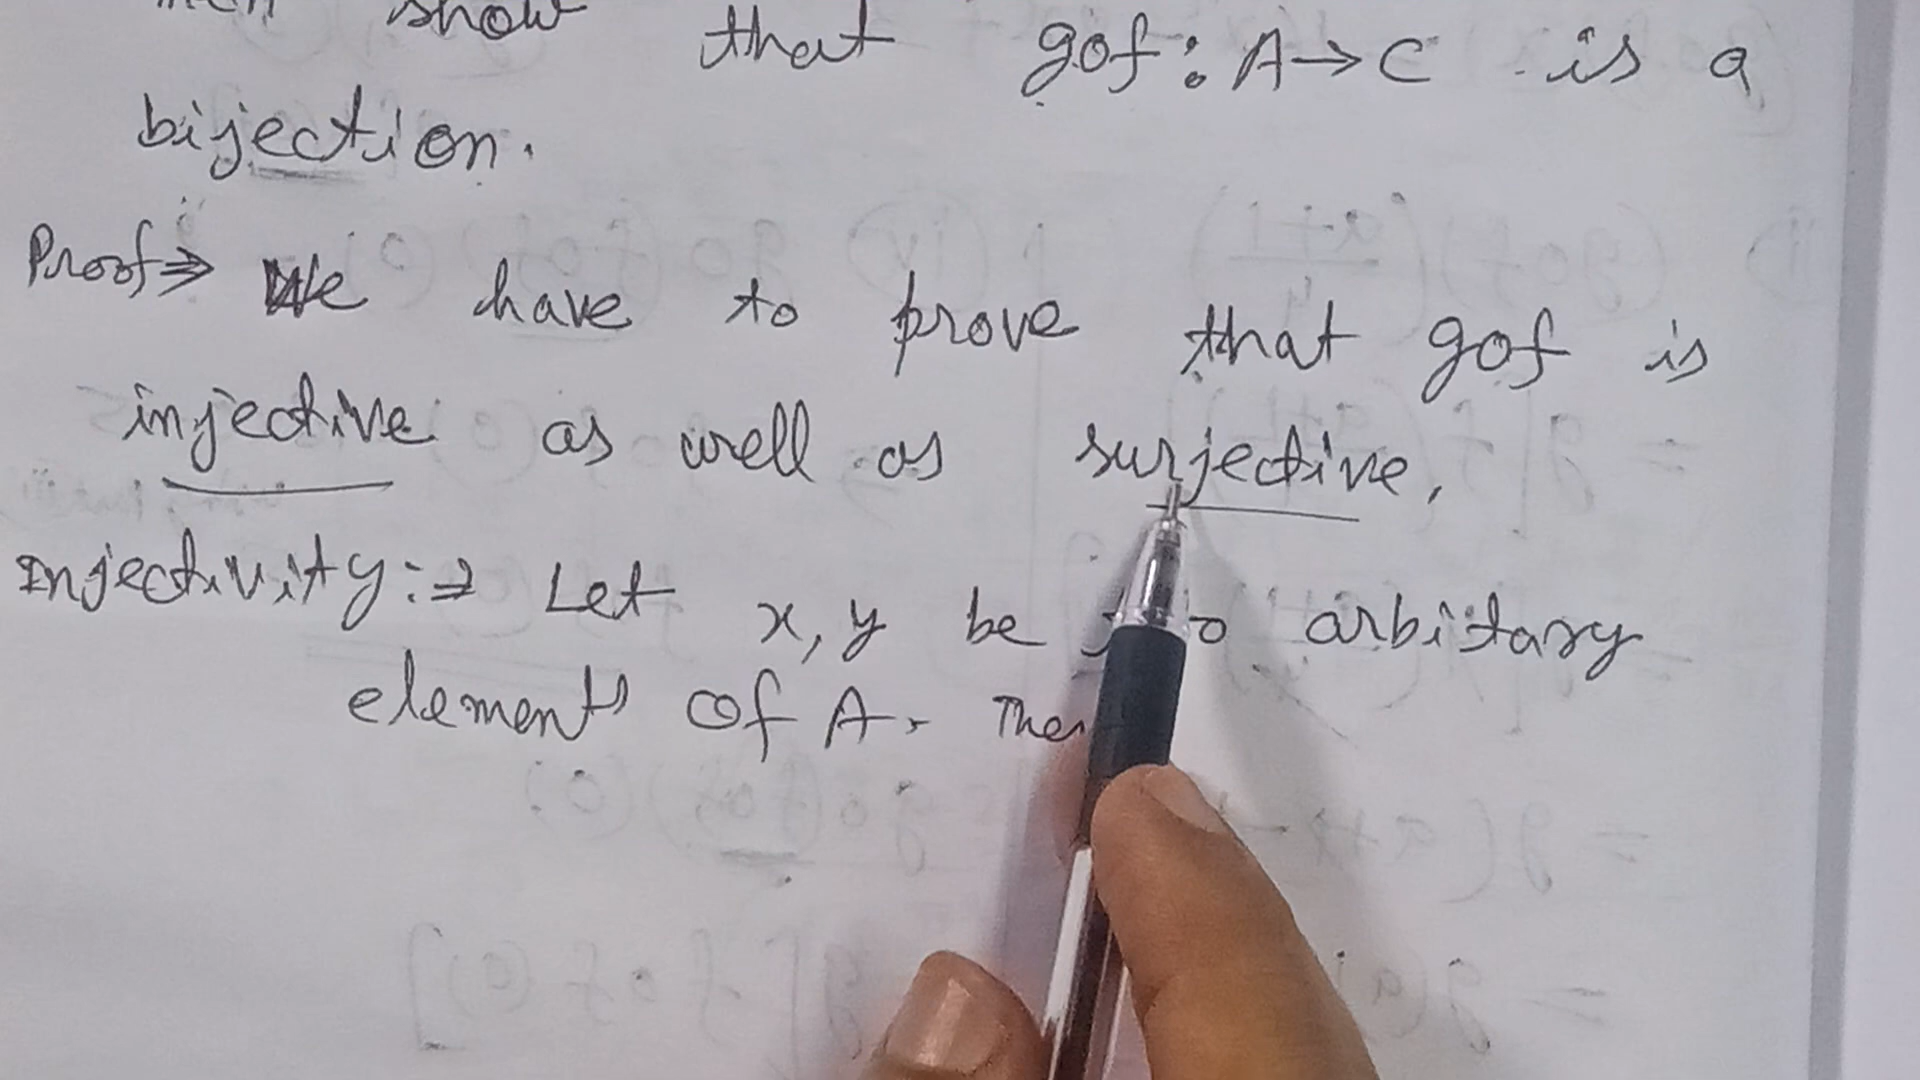 show that gof: A→C is a
bijection.
Proof⇒ We have to prove that gof is
injective as well as surjective,
Injectivity:⇒ Let x, y be arbitary
elements of A. Then